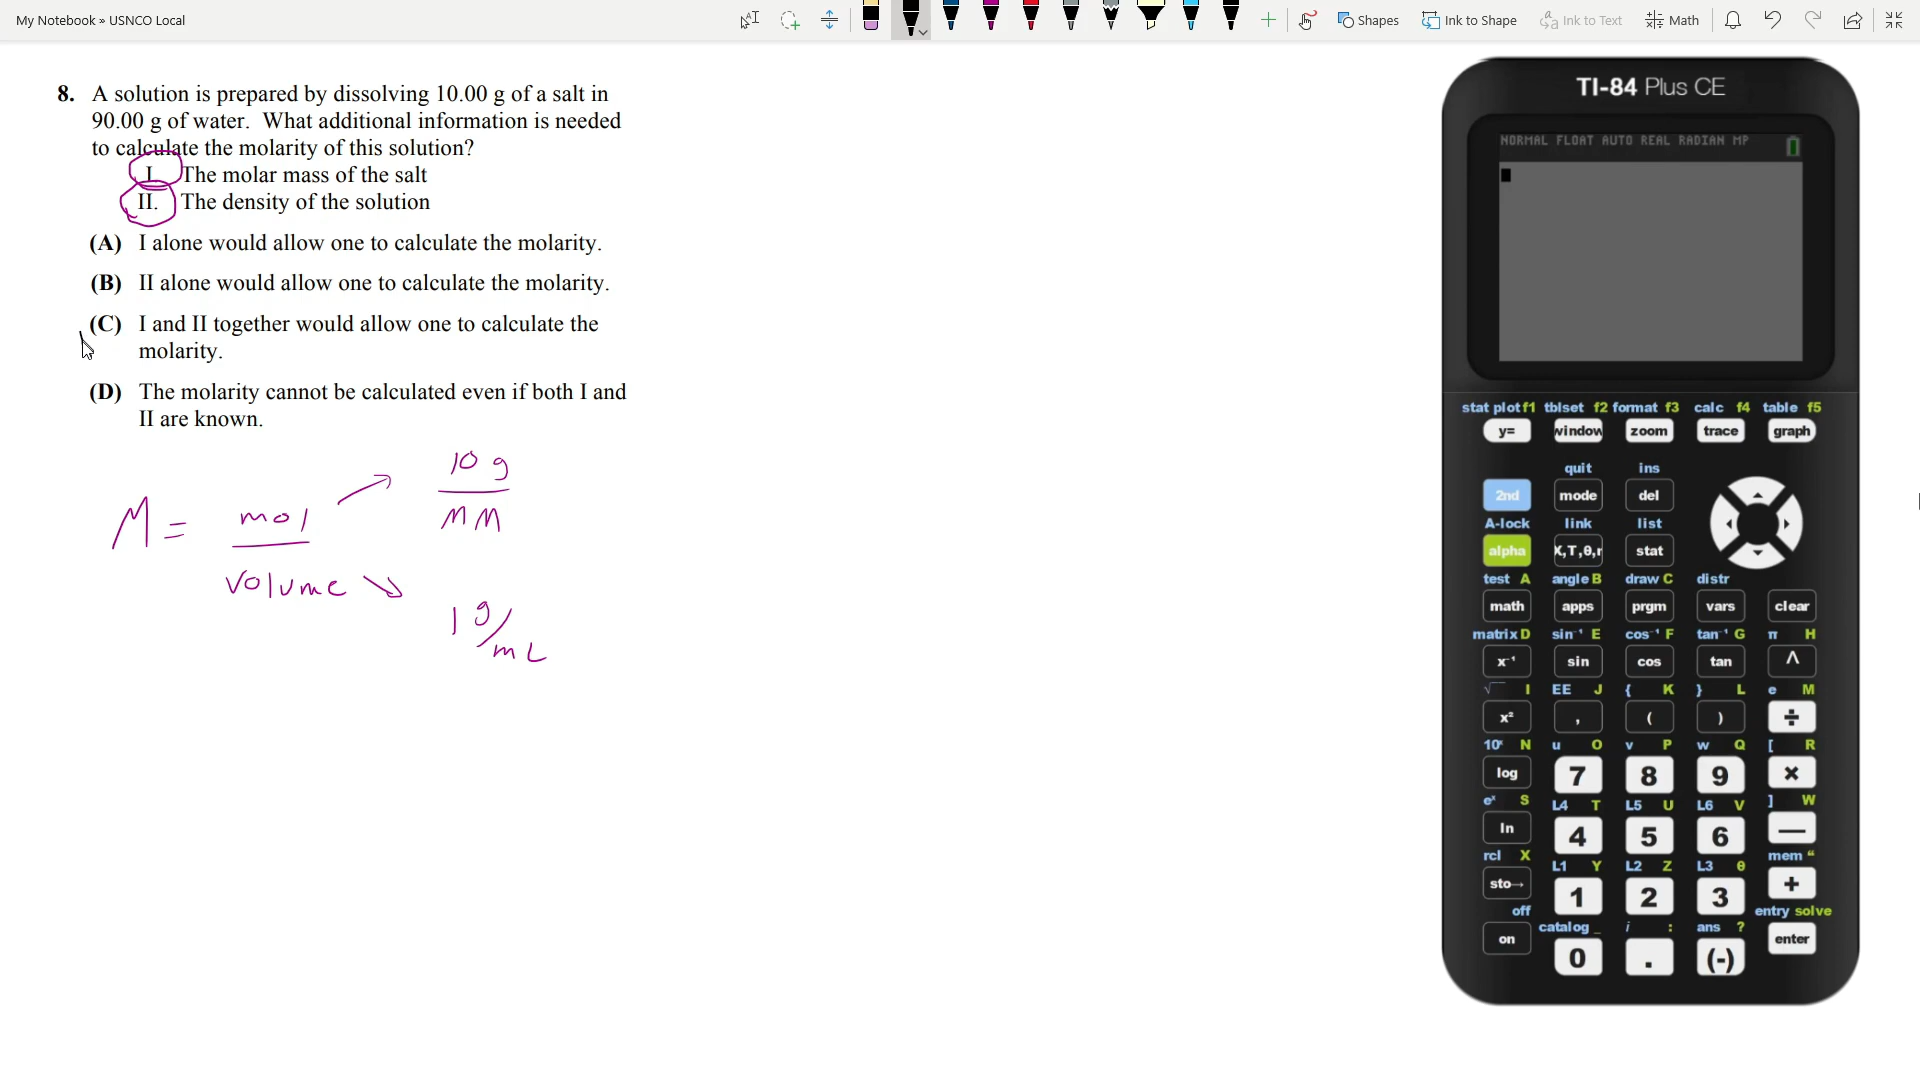 My Notebook » USNCO Local
Shapes Ink to Shape Ink to Text Math
8. A solution is prepared by dissolving 10.00 g of a salt in
90.00 g of water. What additional information is needed
to calculate the molarity of this solution?
I. The molar mass of the salt
II. The density of the solution
(A) I alone would allow one to calculate the molarity.
(B) II alone would allow one to calculate the molarity.
(C) I and II together would allow one to calculate the
molarity.
(D) The molarity cannot be calculated even if both I and
II are known.
10 g
M = mol
MM
volume
1 g/mL
TI-84 Plus CE
NORMAL FLOAT AUTO REAL RADIAN MP
stat plot f1 tblset f2 format f3 calc f4 table f5
y= window zoom trace graph
quit ins
2nd mode del
A-lock link list
alpha X,T,θ,n stat
test A angle B draw C distr
math apps prgm vars clear
matrix D sin⁻¹ E cos⁻¹ F tan⁻¹ G π H
x⁻¹ sin cos tan ^
√ I EE J { K } L e M
x² , ( ) ÷
10ˣ N u O v P w Q [ R
log 7 8 9 ×
eˣ S L4 T L5 U L6 V ] W
ln 4 5 6 —
rcl X L1 Y L2 Z L3 θ mem "
sto→ 1 2 3 +
off catalog _ i : ans ? entry solve
on 0 . (-) enter